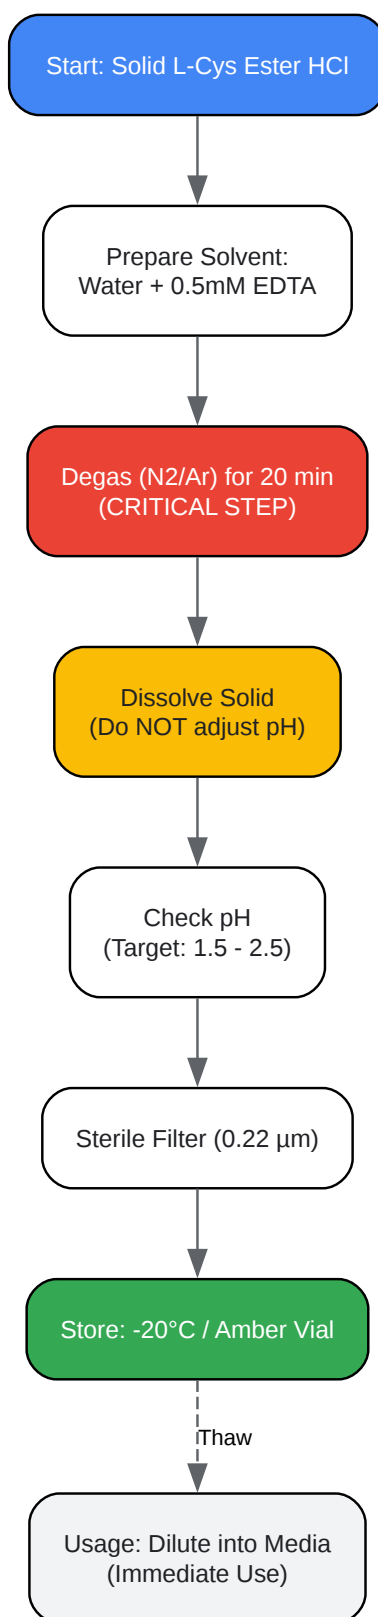 Start: Solid L-Cys Ester HCl
Prepare Solvent:
Water + 0.5mM EDTA
Degas (N2/Ar) for 20 min
(CRITICAL STEP)
Dissolve Solid
(Do NOT adjust pH)
Check pH
(Target: 1.5 - 2.5)
Sterile Filter (0.22 µm)
Store: -20°C / Amber Vial
Thaw
Usage: Dilute into Media
(Immediate Use)